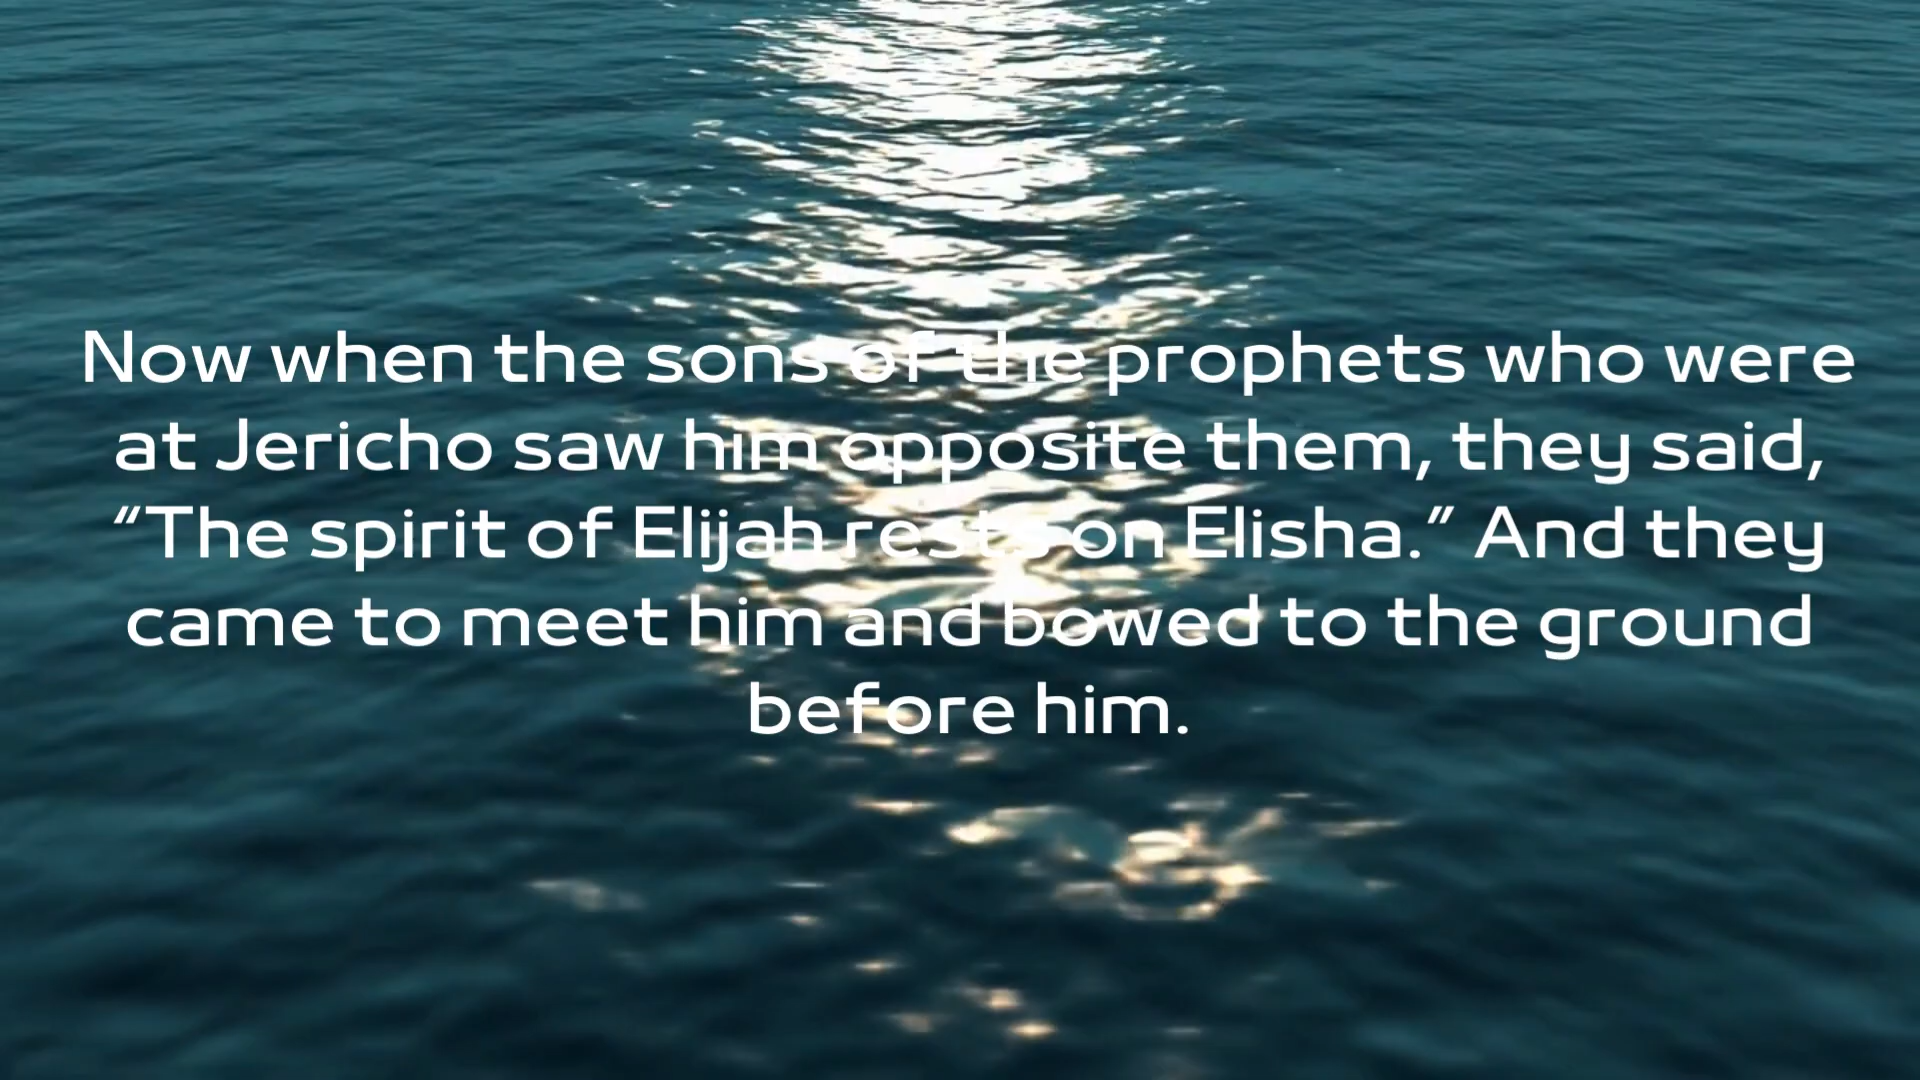 Now when the sons of the prophets who were
at Jericho saw him opposite them, they said,
“The spirit of Elijah rests on Elisha.” And they
came to meet him and bowed to the ground
before him.